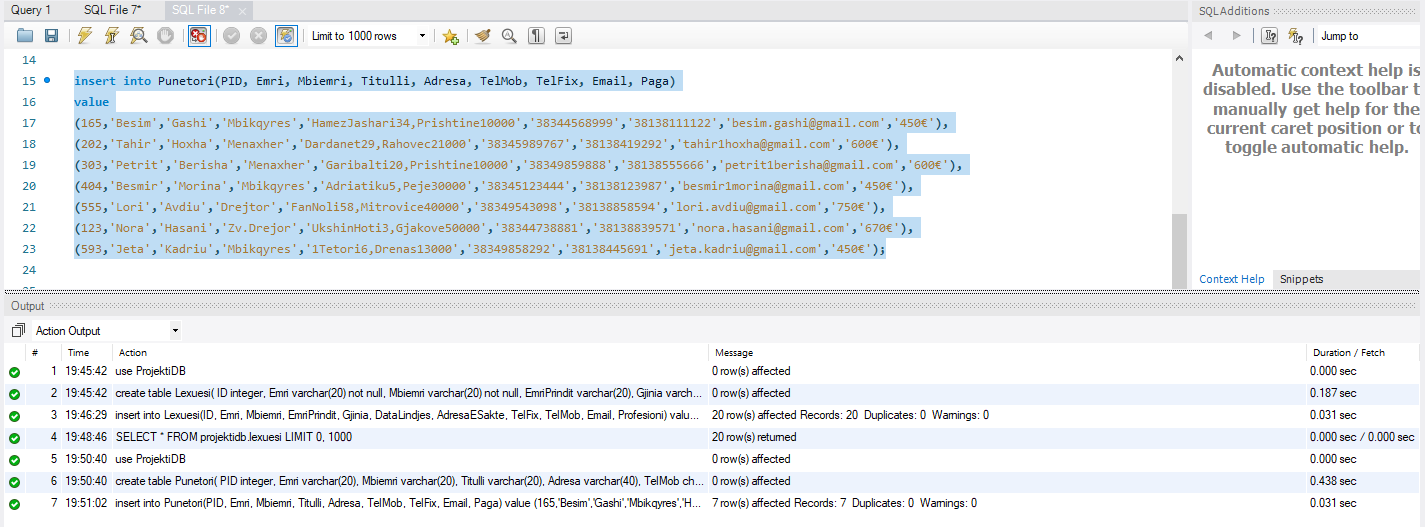 Query 1 SQL File 7* SQL File 8* × SQLAdditions
Limit to 1000 rows Jump to
14
15 insert into Punetori(PID, Emri, Mbiemri, Titulli, Adresa, TelMob, TelFix, Email, Paga)
16 value
17 (165,'Besim','Gashi','Mbikqyres','HamezJashari34,Prishtine10000','38344568999','38138111122','besim.gashi@gmail.com','450€'),
18 (202,'Tahir','Hoxha','Menaxher','Dardanet29,Rahovec21000','38345989767','38138419292','tahir1hoxha@gmail.com','600€'),
19 (303,'Petrit','Berisha','Menaxher','Garibalti20,Prishtine10000','38349859888','38138555666','petrit1berisha@gmail.com','600€'),
20 (404,'Besmir','Morina','Mbikqyres','Adriatiku5,Peje30000','38345123444','38138123987','besmir1morina@gmail.com','450€'),
21 (555,'Lori','Avdiu','Drejtor','FanNoli58,Mitrovice40000','38349543098','38138858594','lori.avdiu@gmail.com','750€'),
22 (123,'Nora','Hasani','Zv.Drejor','UkshinHoti3,Gjakove50000','38344738881','38138839571','nora.hasani@gmail.com','670€'),
23 (593,'Jeta','Kadriu','Mbikqyres','1Tetori6,Drenas13000','38349858292','38138445691','jeta.kadriu@gmail.com','450€');
24
Automatic context help is
disabled. Use the toolbar t
manually get help for the
current caret position or to
toggle automatic help.
Context Help Snippets
Output
Action Output
# Time Action Message Duration / Fetch
1 19:45:42 use ProjektiDB 0 row(s) affected 0.000 sec
2 19:45:42 create table Lexuesi( ID integer, Emri varchar(20) not null, Mbiemri varchar(20) not null, EmriPrindit varchar(20), Gjinia varch... 0 row(s) affected 0.187 sec
3 19:46:29 insert into Lexuesi(ID, Emri, Mbiemri, EmriPrindit, Gjinia, DataLindjes, AdresaESakte, TelFix, TelMob, Email, Profesioni) valu... 20 row(s) affected Records: 20 Duplicates: 0 Warnings: 0 0.031 sec
4 19:48:46 SELECT * FROM projektidb.lexuesi LIMIT 0, 1000 20 row(s) returned 0.000 sec / 0.000 sec
5 19:50:40 use ProjektiDB 0 row(s) affected 0.000 sec
6 19:50:40 create table Punetori( PID integer, Emri varchar(20), Mbiemri varchar(20), Titulli varchar(20), Adresa varchar(40), TelMob ch... 0 row(s) affected 0.438 sec
7 19:51:02 insert into Punetori(PID, Emri, Mbiemri, Titulli, Adresa, TelMob, TelFix, Email, Paga) value (165,'Besim','Gashi','Mbikqyres','H... 7 row(s) affected Records: 7 Duplicates: 0 Warnings: 0 0.031 sec